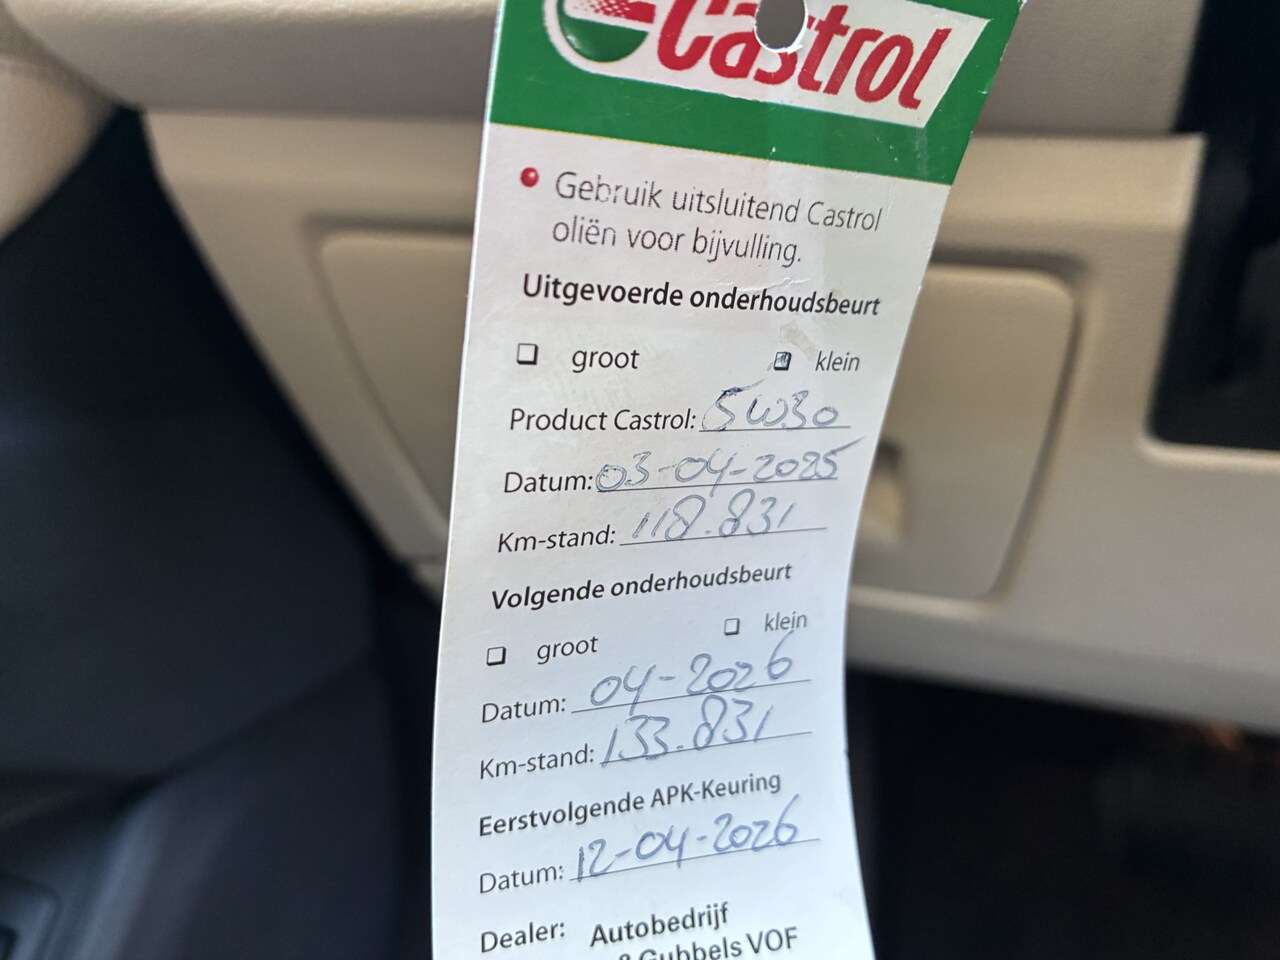 Castrol
Gebruik uitsluitend Castrol
oliën voor bijvulling.
Uitgevoerde onderhoudsbeurt
groot klein
Product Castrol: 5W30
Datum: 03-04-2025
Km-stand: 118.831
Volgende onderhoudsbeurt
groot klein
Datum: 04-2026
Km-stand: 133.831
Eerstvolgende APK-Keuring
Datum: 12-04-2026
Dealer: Autobedrijf
& Gubbels VOF